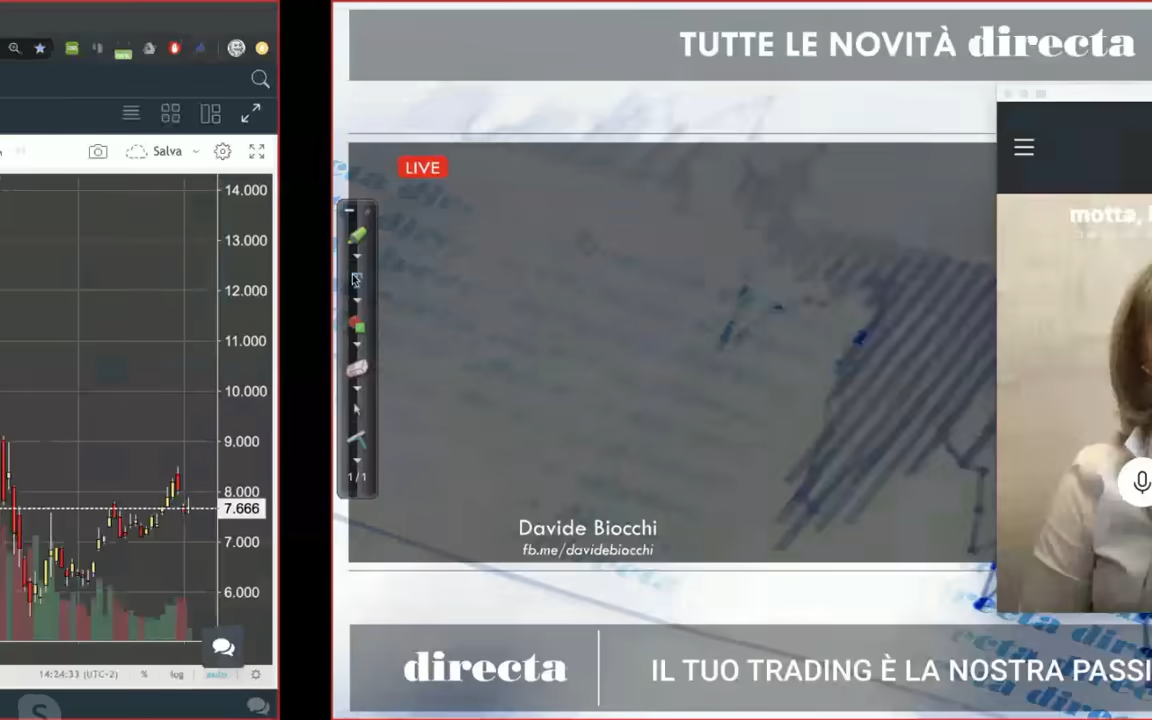 Salva
14.000
13.000
12.000
11.000
10.000
9.000
8.000
7.666
7.000
6.000
14:24:33 (UTC-2)
%
log
auto
TUTTE LE NOVITÀ directa
LIVE
motta,
1/1
Davide Biocchi
fb.me/davidebiocchi
directa
IL TUO TRADING È LA NOSTRA PASSI